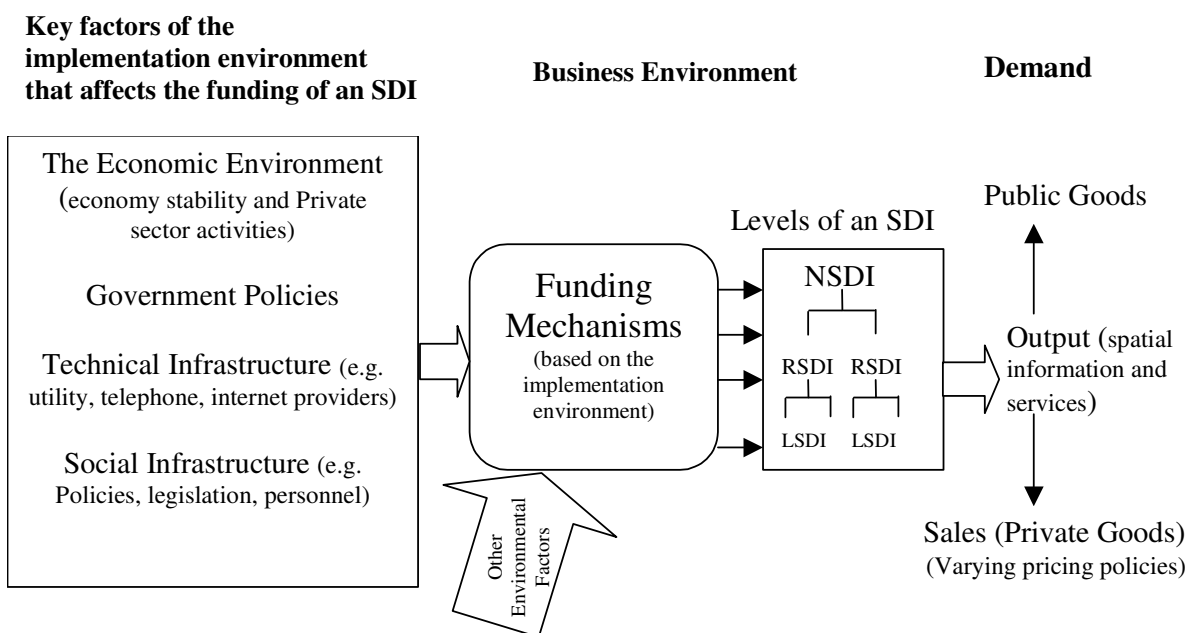 Key factors of the
implementation environment
that affects the funding of an SDI
Business Environment
Demand
The Economic Environment
(economy stability and Private
sector activities)
Government Policies
Technical Infrastructure (e.g.
utility, telephone, internet providers)
Social Infrastructure (e.g.
Policies, legislation, personnel)
Funding
Mechanisms
(based on the
implementation
environment)
Other
Environmental
Factors
Levels of an SDI
NSDI
RSDI RSDI
LSDI LSDI
Public Goods
Output (spatial
information and
services)
Sales (Private Goods)
(Varying pricing policies)